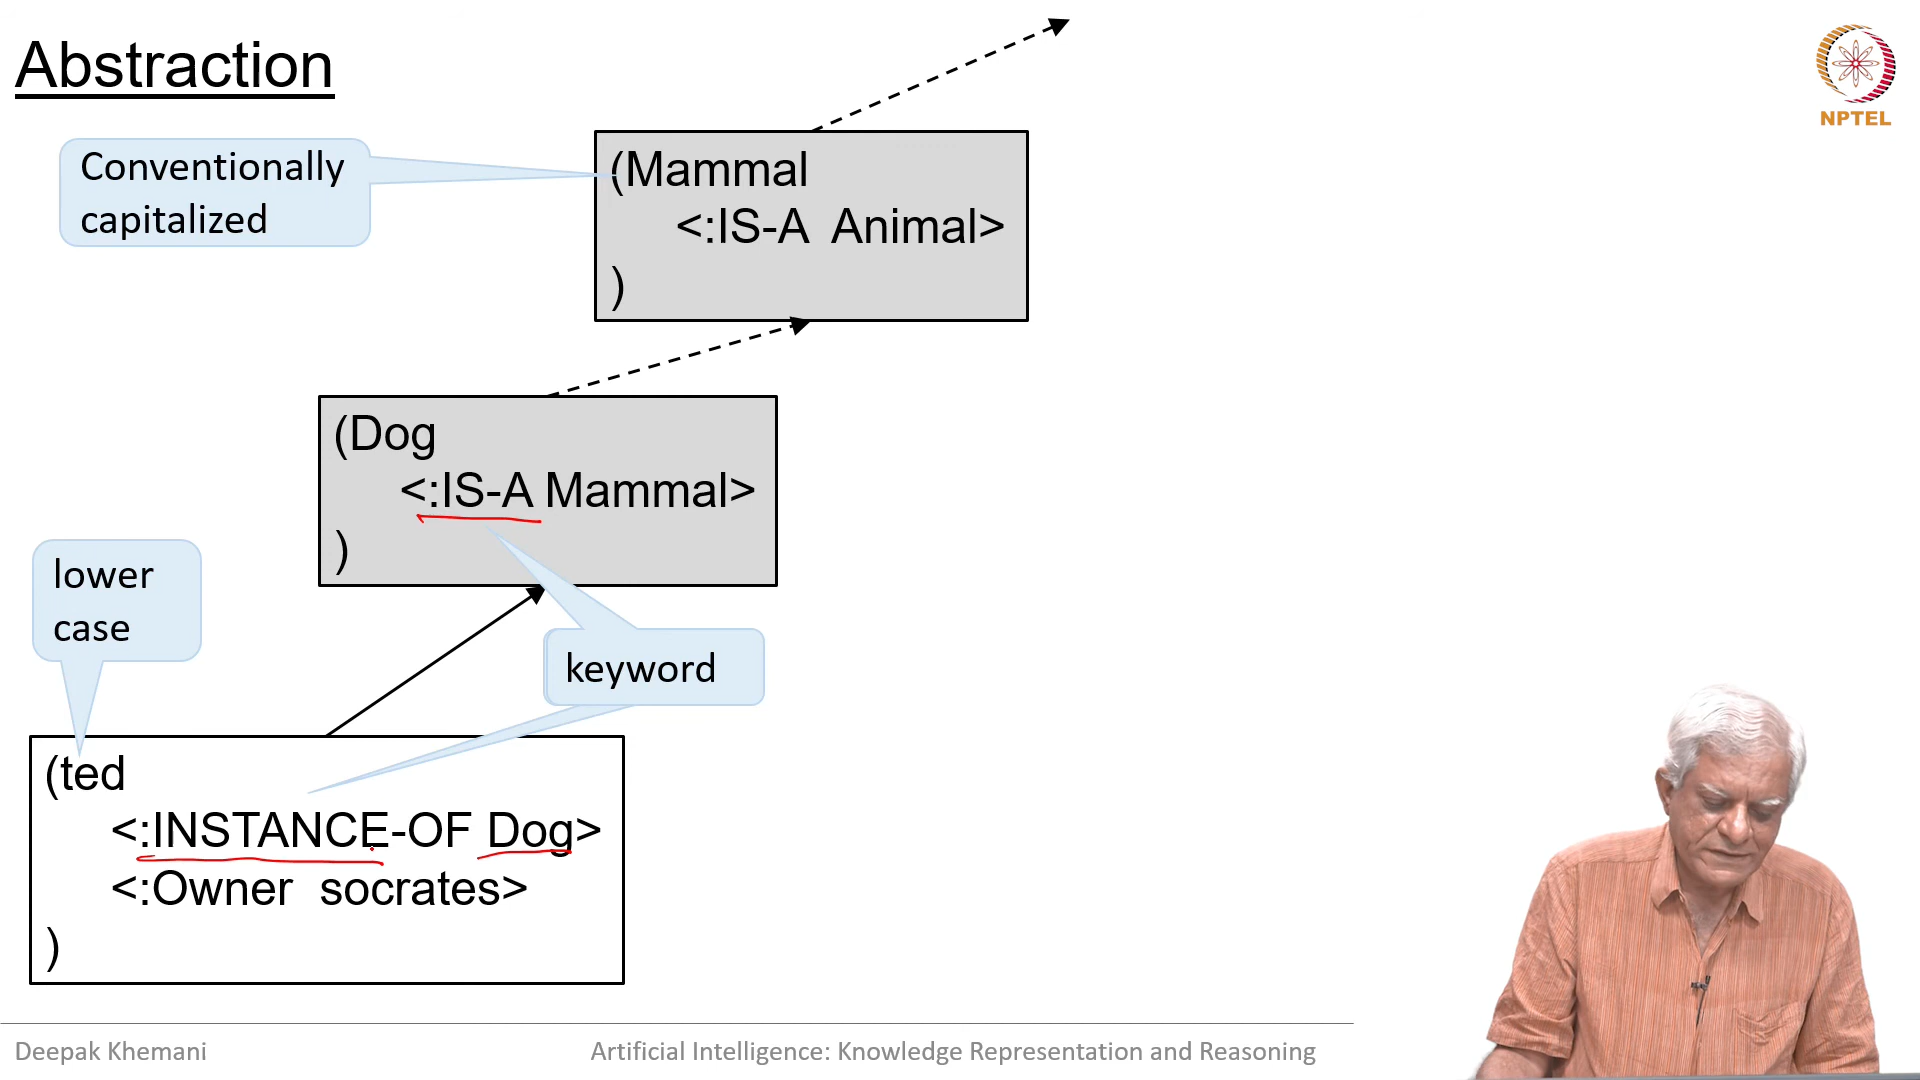 Abstraction
NPTEL
Conventionally
capitalized
(Mammal
<:IS-A Animal>
)
(Dog
<:IS-A Mammal>
)
lower
case
keyword
(ted
<:INSTANCE-OF Dog>
<:Owner socrates>
)
Deepak Khemani
Artificial Intelligence: Knowledge Representation and Reasoning